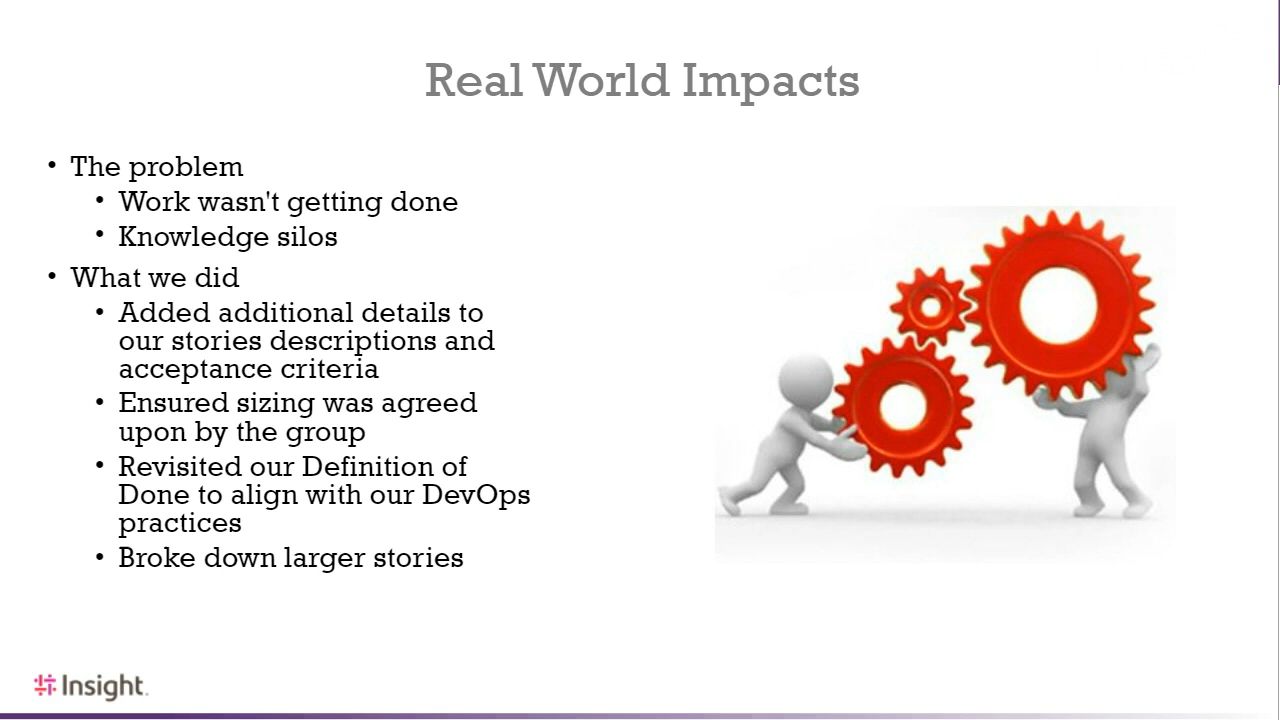 Real World Impacts
• The problem
• Work wasn't getting done
• Knowledge silos
• What we did
• Added additional details to
our stories descriptions and
acceptance criteria
• Ensured sizing was agreed
upon by the group
• Revisited our Definition of
Done to align with our DevOps
practices
• Broke down larger stories
Insight.